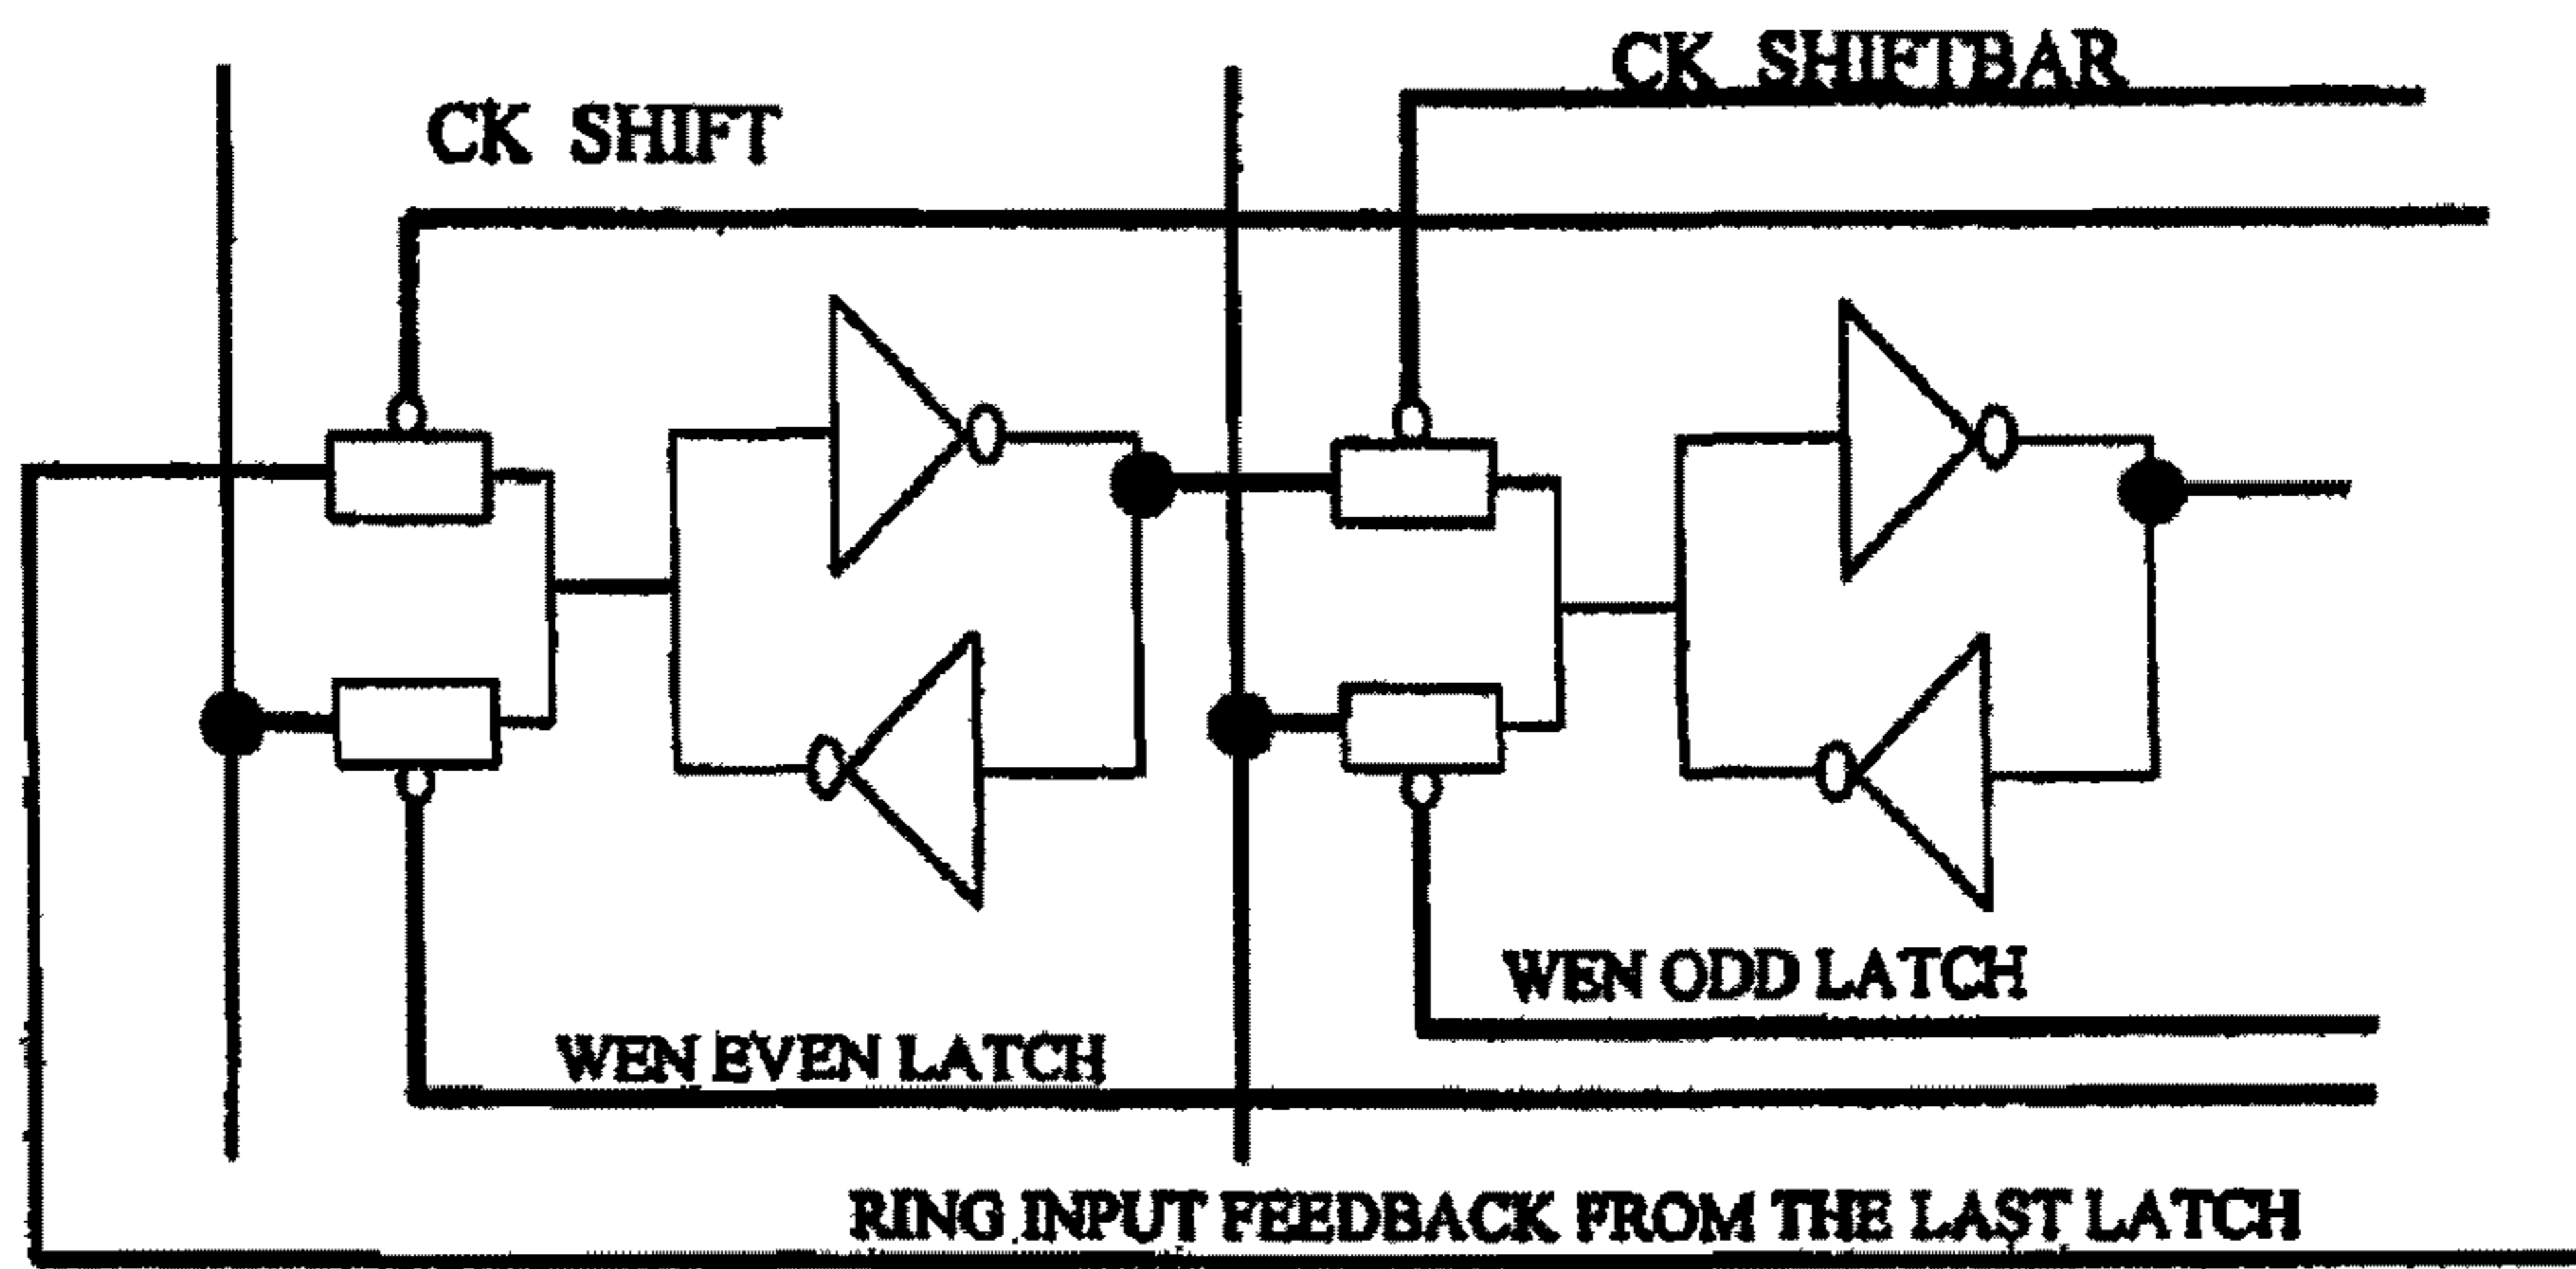 CK SHIFTBAR
CK SHIFT
WEN ODD LATCH
WEN EVEN LATCH
RING INPUT FEEDBACK FROM THE LAST LATCH